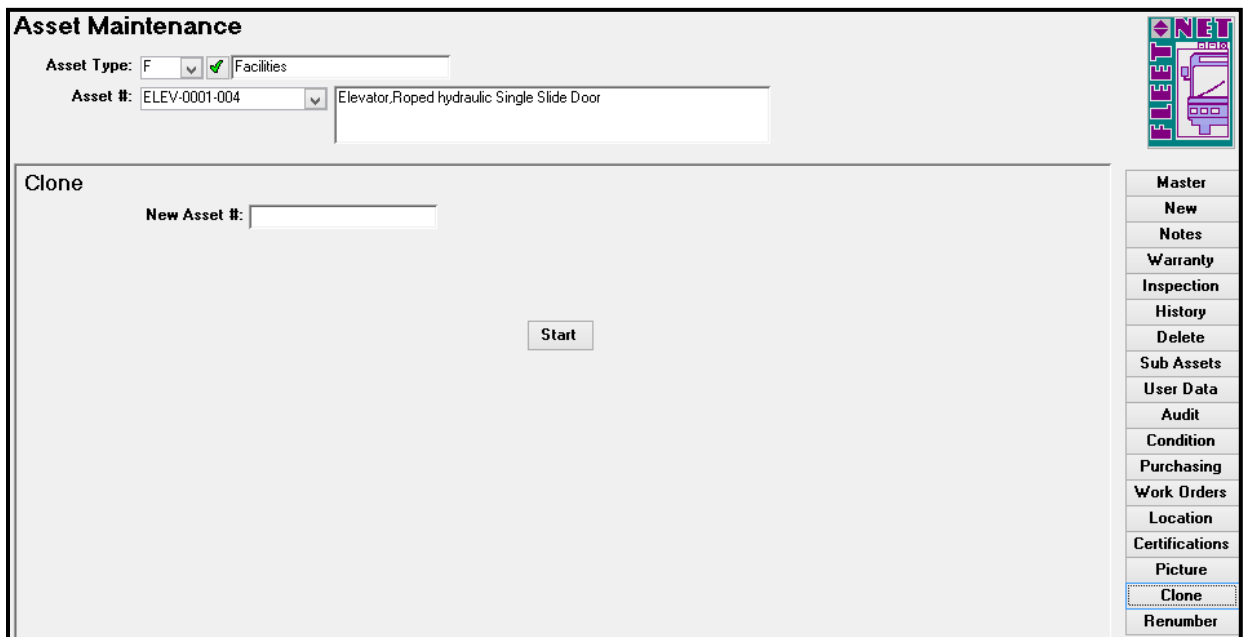 Asset Maintenance
FLEET NET
Asset Type: F Facilities
Asset #: ELEV-0001-004 Elevator,Roped hydraulic Single Slide Door
Clone
New Asset #:
Start
Master
New
Notes
Warranty
Inspection
History
Delete
Sub Assets
User Data
Audit
Condition
Purchasing
Work Orders
Location
Certifications
Picture
Clone
Renumber